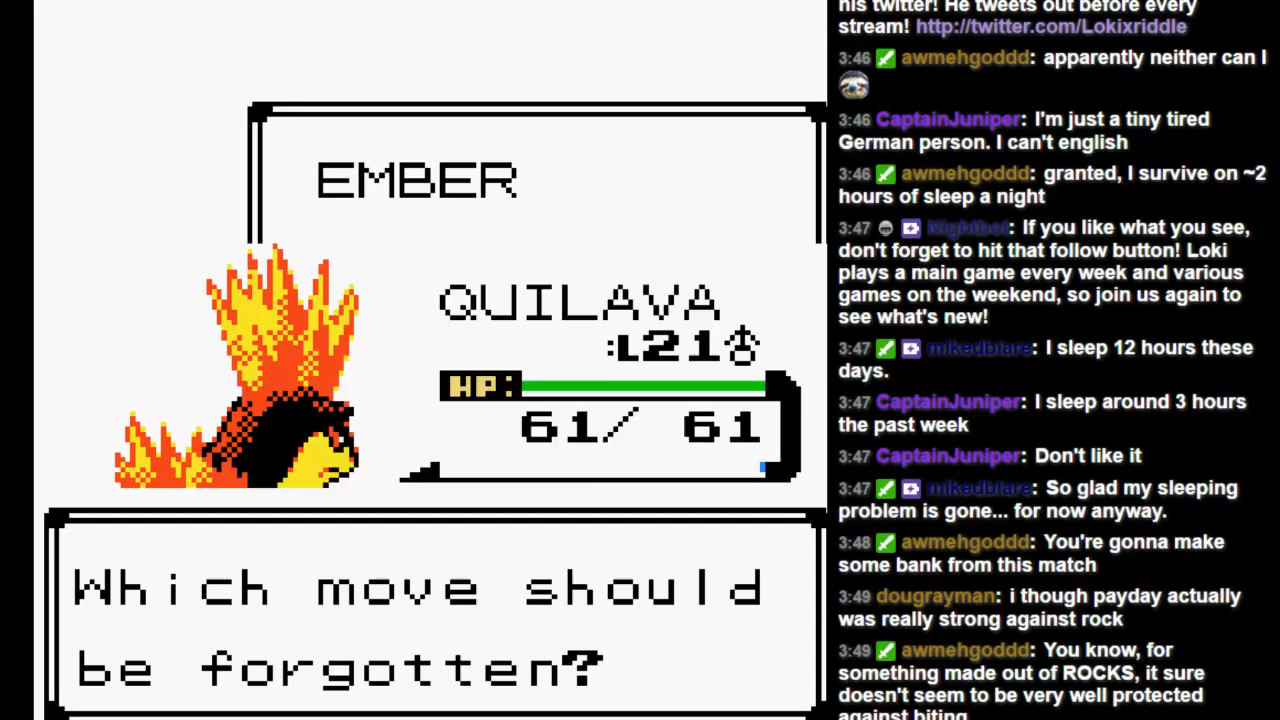 EMBER
QUILAVA
:L21♂
HP:
61/ 61
Which move should
be forgotten?
his twitter! He tweets out before every
stream! http://twitter.com/Lokixriddle
3:46 awmehgoddd: apparently neither can I
3:46 CaptainJuniper: I'm just a tiny tired
German person. I can't english
3:46 awmehgoddd: granted, I survive on ~2
hours of sleep a night
3:47 Nightbot: If you like what you see,
don't forget to hit that follow button! Loki
plays a main game every week and various
games on the weekend, so join us again to
see what's new!
3:47 mikedblare: I sleep 12 hours these
days.
3:47 CaptainJuniper: I sleep around 3 hours
the past week
3:47 CaptainJuniper: Don't like it
3:47 mikedblare: So glad my sleeping
problem is gone... for now anyway.
3:48 awmehgoddd: You're gonna make
some bank from this match
3:49 dougrayman: i though payday actually
was really strong against rock
3:49 awmehgoddd: You know, for
something made out of ROCKS, it sure
doesn't seem to be very well protected
against biting